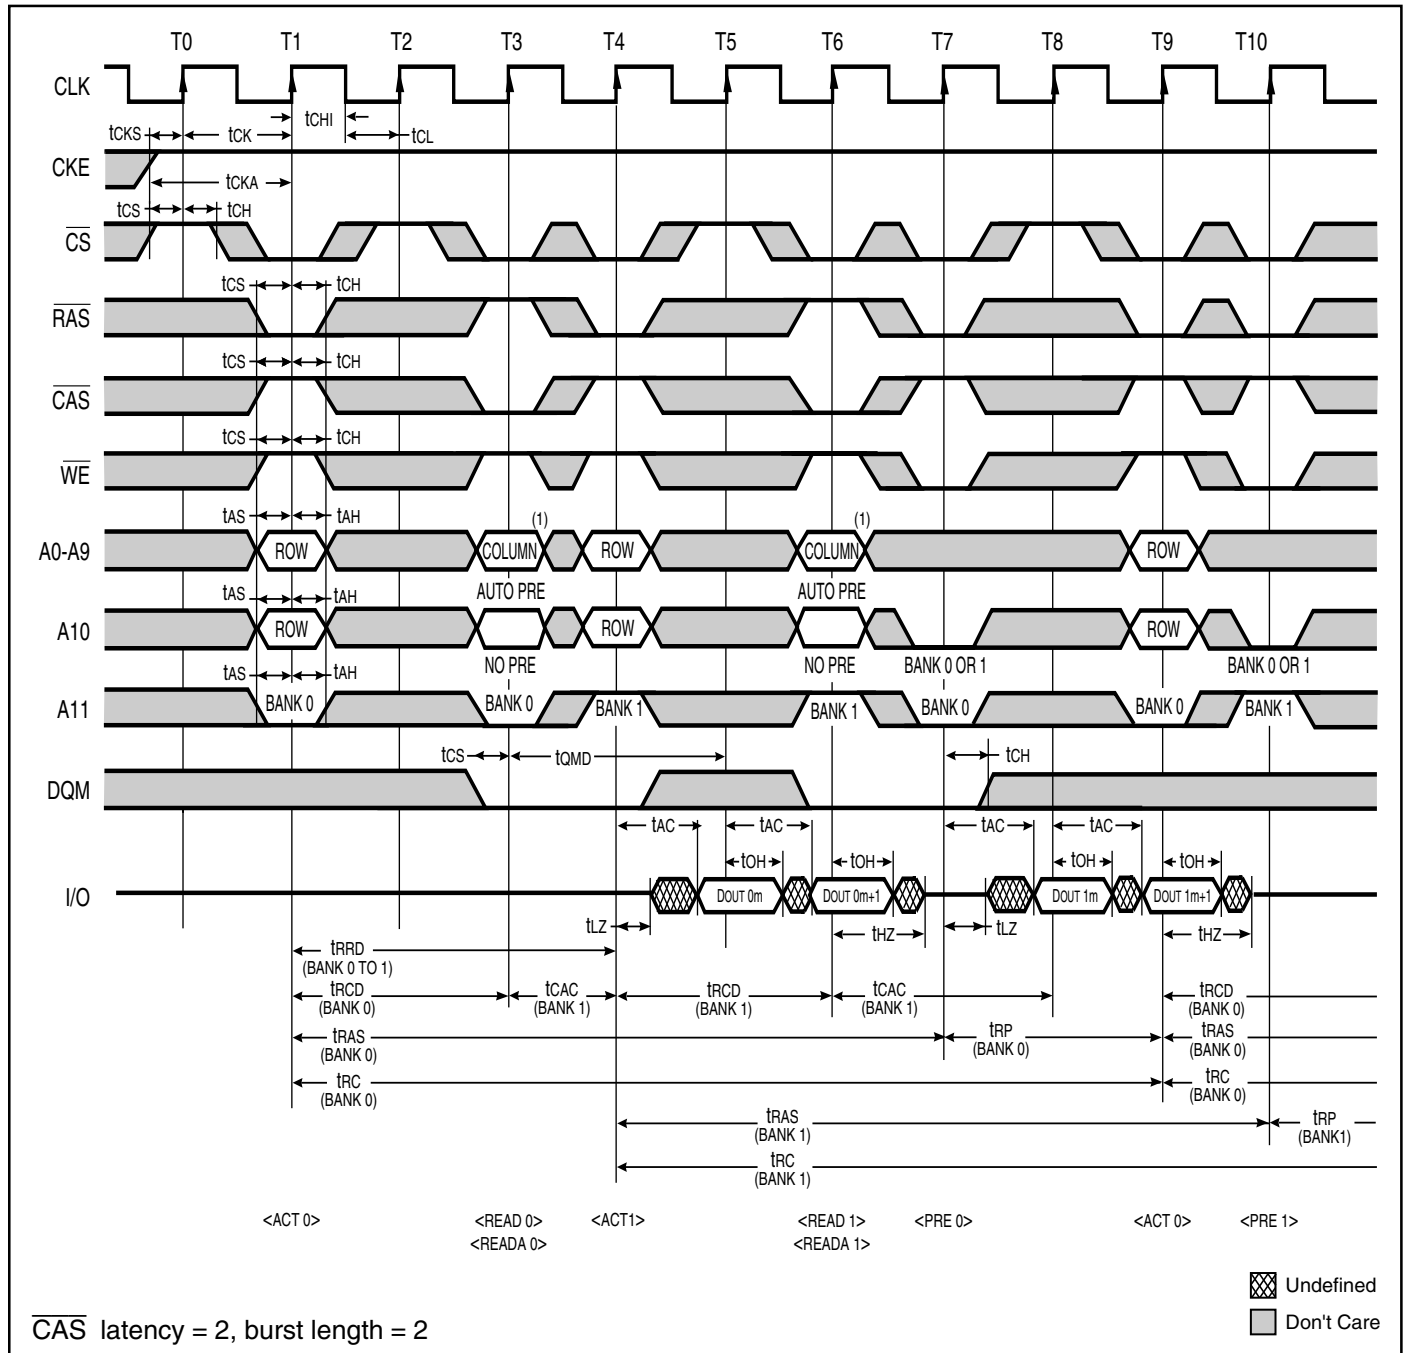 T0 T1 T2 T3 T4 T5 T6 T7 T8 T9 T10
CLK
tCHI
tCKS tCK tCL
CKE
tCKA
tCS tCH
CS
tCS tCH
RAS
tCS tCH
CAS
tCS tCH
WE
tAS tAH (1) (1)
A0-A9 ROW COLUMN ROW COLUMN ROW
tAS tAH AUTO PRE AUTO PRE
A10 ROW ROW ROW
tAS tAH NO PRE NO PRE BANK 0 OR 1 BANK 0 OR 1
A11 BANK 0 BANK 0 BANK 1 BANK 1 BANK 0 BANK 0 BANK 1
tCS tQMD tCH
DQM
tAC tAC tAC tAC
tOH tOH tOH tOH
I/O DOUT 0m DOUT 0m+1 DOUT 1m DOUT 1m+1
tLZ tHZ tLZ tHZ
tRRD
(BANK 0 TO 1)
tRCD tCAC tRCD tCAC tRCD
(BANK 0) (BANK 1) (BANK 1) (BANK 1) (BANK 0)
tRAS tRP tRAS
(BANK 0) (BANK 0) (BANK 0)
tRC tRC
(BANK 0) (BANK 0)
tRAS tRP
(BANK 1) (BANK1)
tRC
(BANK 1)
<ACT 0> <READ 0> <ACT1> <READ 1> <PRE 0> <ACT 0> <PRE 1>
<READA 0> <READA 1>
Undefined
Don't Care
CAS latency = 2, burst length = 2